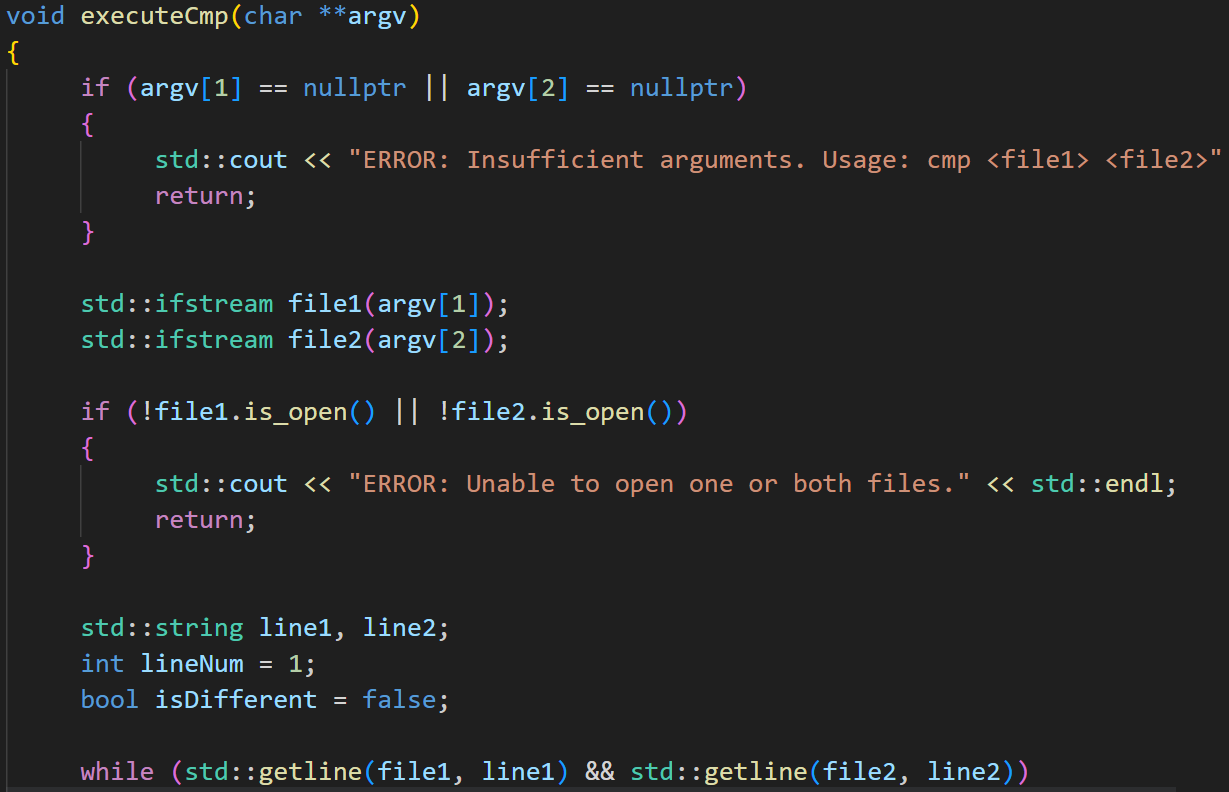 void executeCmp(char **argv)
{
if (argv[1] == nullptr || argv[2] == nullptr)
{
std::cout << "ERROR: Insufficient arguments. Usage: cmp <file1> <file2>"
return;
}
std::ifstream file1(argv[1]);
std::ifstream file2(argv[2]);
if (!file1.is_open() || !file2.is_open())
{
std::cout << "ERROR: Unable to open one or both files." << std::endl;
return;
}
std::string line1, line2;
int lineNum = 1;
bool isDifferent = false;
while (std::getline(file1, line1) && std::getline(file2, line2))